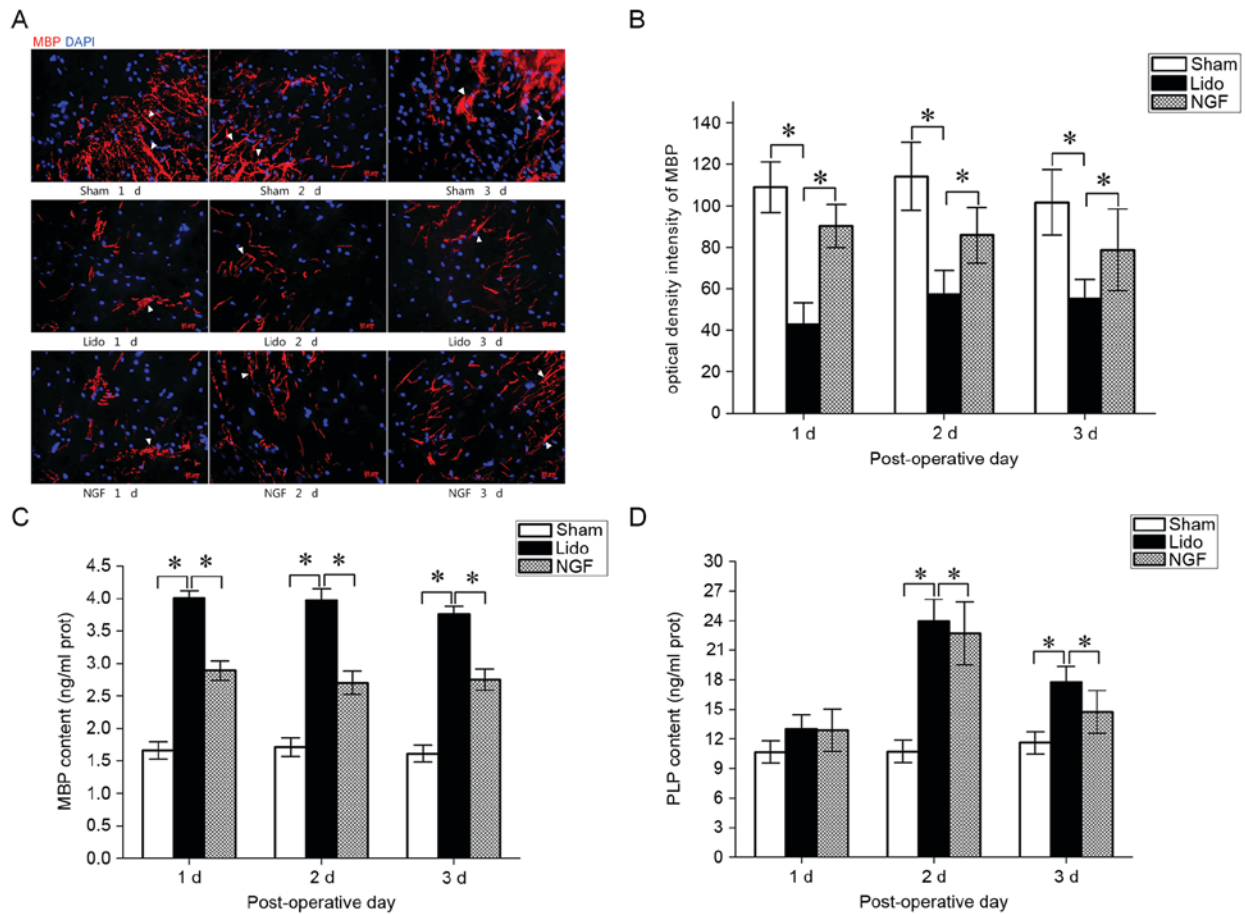 A
MBP DAPI
Sham 1 d
Sham 2 d
Sham 3 d
Lido 1 d
Lido 2 d
Lido 3 d
NGF 1 d
NGF 2 d
NGF 3 d
B
Sham
Lido
NGF
optical density intensity of MBP
140
120
100
80
60
40
20
0
* * * * * *
1 d 2 d 3 d
Post-operative day
C
Sham
Lido
NGF
MBP content (ng/ml prot)
4.5
4.0
3.5
3.0
2.5
2.0
1.5
1.0
0.5
0.0
* * * * * *
1 d 2 d 3 d
Post-operative day
D
Sham
Lido
NGF
PLP content (ng/ml prot)
30
27
24
21
18
15
12
9
6
3
0
* * * *
1 d 2 d 3 d
Post-operative day